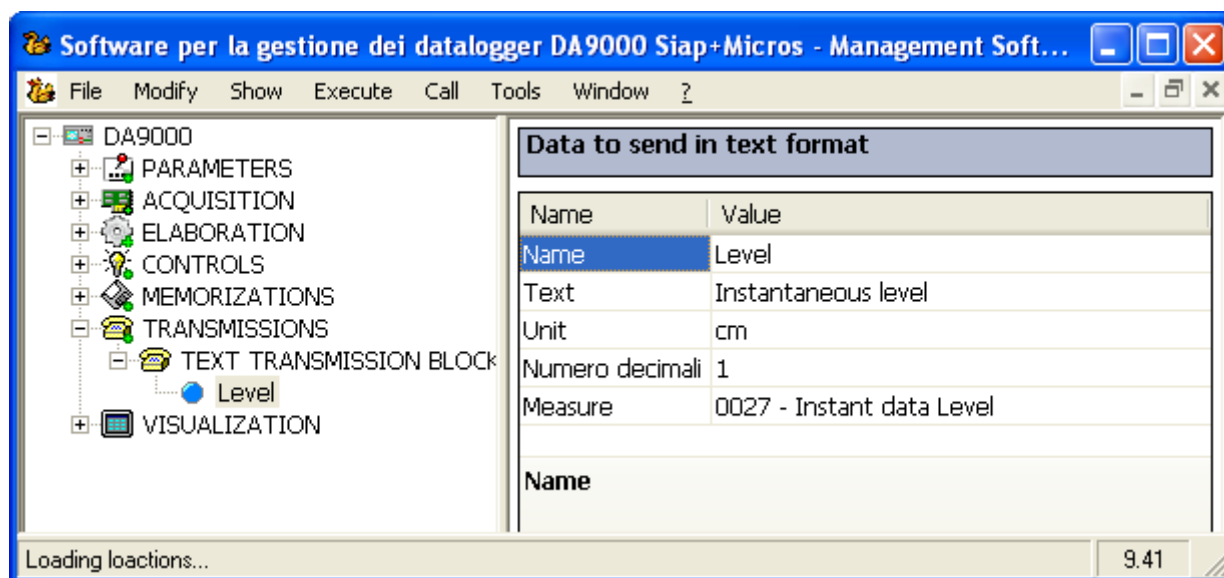 Software per la gestione dei datalogger DA9000 Siap+Micros - Management Soft...
File Modify Show Execute Call Tools Window ?
DA9000
PARAMETERS
ACQUISITION
ELABORATION
CONTROLS
MEMORIZATIONS
TRANSMISSIONS
TEXT TRANSMISSION BLOCK
Level
VISUALIZATION
Data to send in text format
Name Value
Name Level
Text Instantaneous level
Unit cm
Numero decimali 1
Measure 0027 - Instant data Level
Name
Loading loactions... 9.41